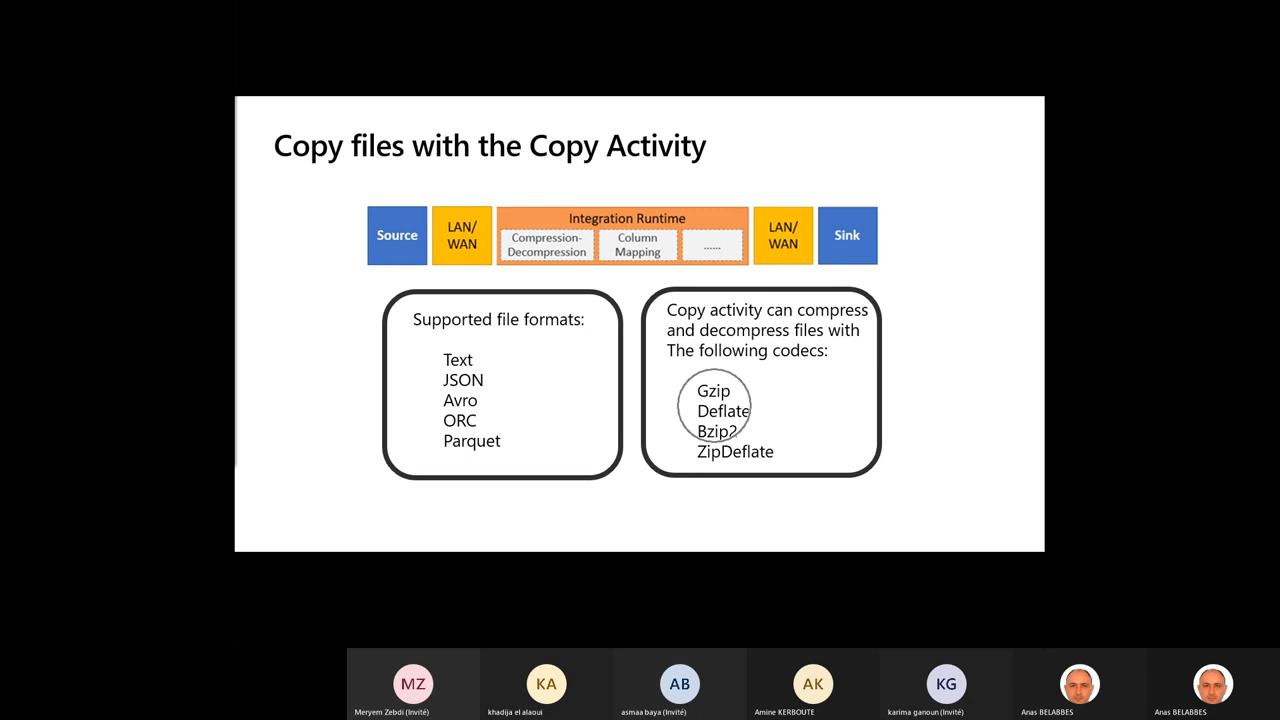 Copy files with the Copy Activity
Source
LAN/
WAN
Integration Runtime
Compression-
Decompression
Column
Mapping
......
LAN/
WAN
Sink
Supported file formats:
Text
JSON
Avro
ORC
Parquet
Copy activity can compress
and decompress files with
The following codecs:
Gzip
Deflate
Bzip2
ZipDeflate
MZ
KA
AB
AK
KG
Meryem Zebdi (Invité)
khadija el alaoui
asmaa baya (Invité)
Amine KERBOUTE
karima ganoun (Invité)
Anas BELABBES
Anas BELABBES